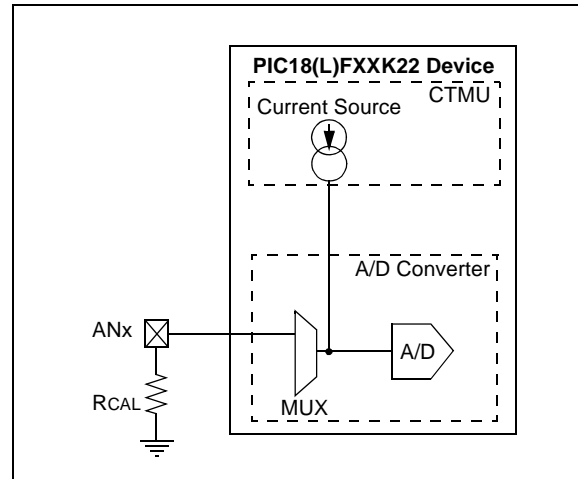 PIC18(L)FXXK22 Device
CTMU
Current Source
A/D Converter
ANx
A/D
RCAL
MUX